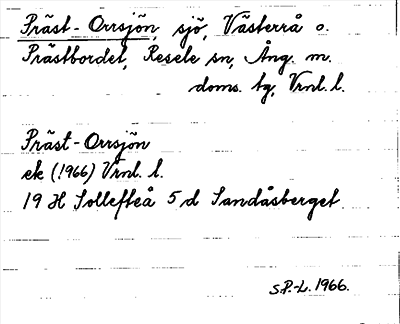 Präst-Orrsjön, sjö, Västerrå o.
Prästbordet, Resele sn, Ång. m.
doms. tg, Vrnl. l.
Präst-Orrsjön
ek (1966) Vrnl. l.
19 H Sollefteå 5 d Sandåsberget.
S.P.-L. 1966.